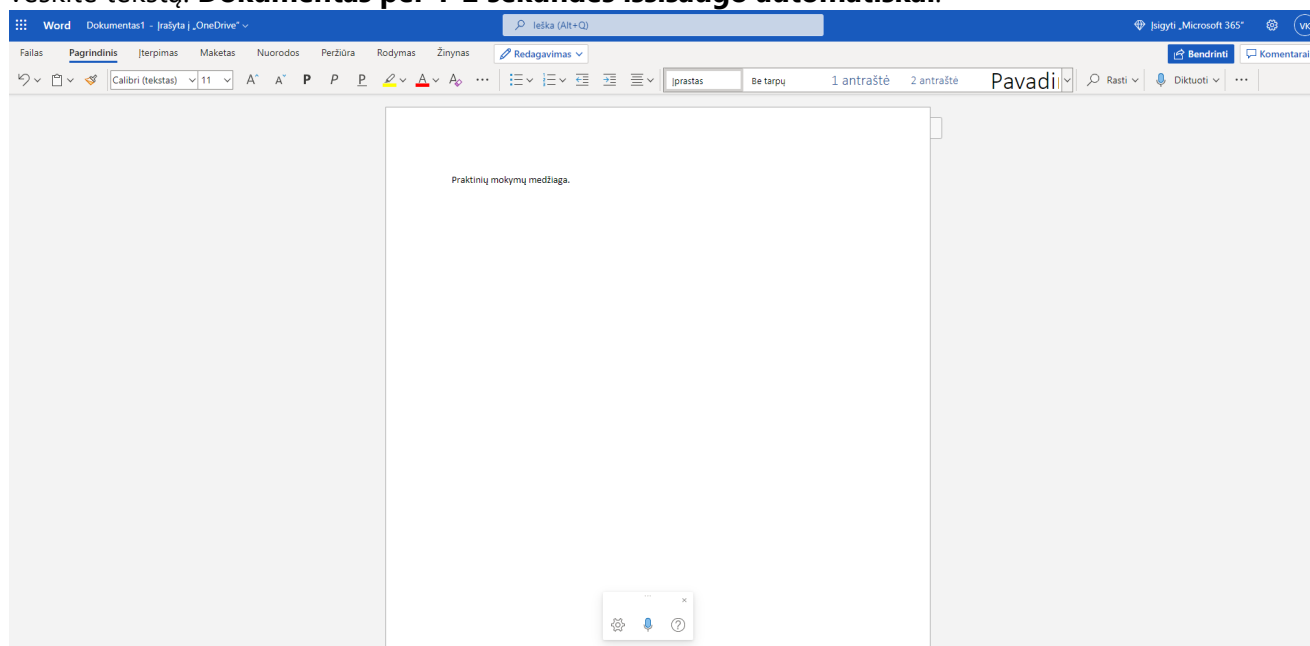 Įveskite tekstą. Dokumentas per 1-2 sekandes išsisaugo automatiškai.
Word Dokumentas1 - Įrašyta į „OneDrive“
Ieška (Alt+Q)
Įsigyti „Microsoft 365“
VK
Failas Pagrindinis Įterpimas Maketas Nuorodos Peržiūra Rodymas Žinynas Redagavimas
Bendrinti Komentarai
Calibri (tekstas) 11 A A P P P A A
Įprastas Be tarpų 1 antraštė 2 antraštė Pavadi
Rasti Diktuoti
Praktinių mokymų medžiaga.